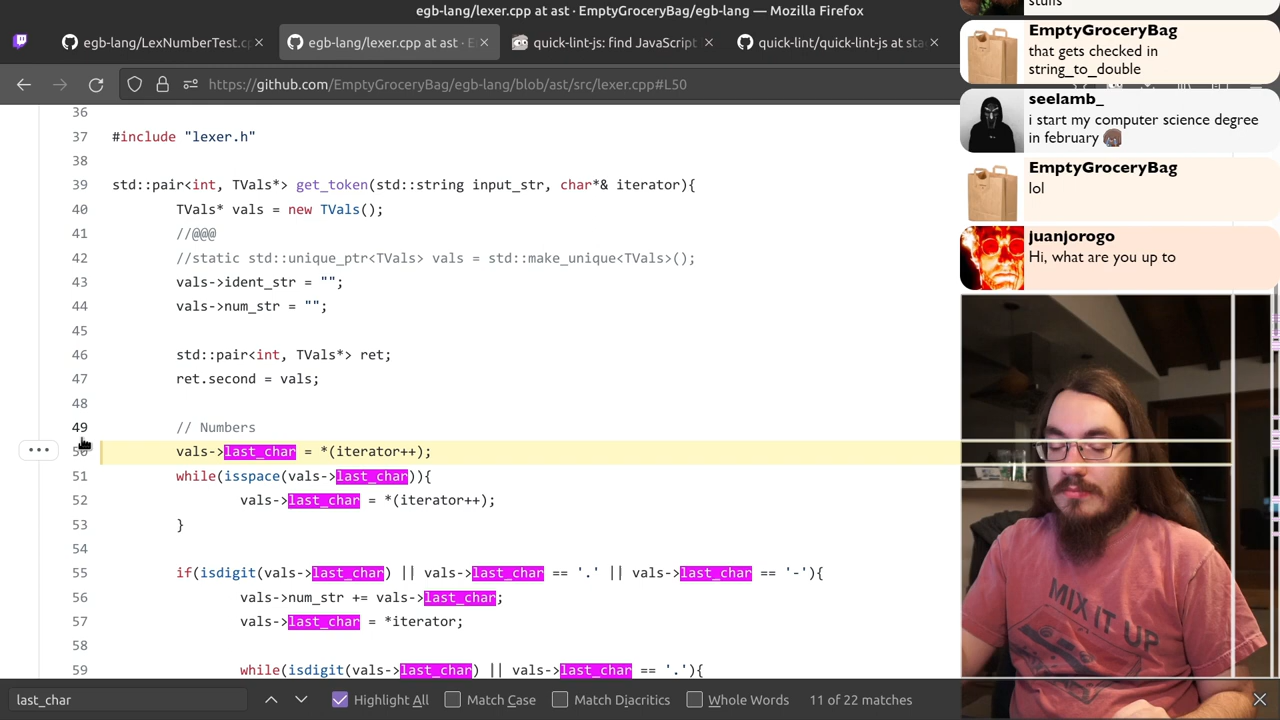 egb-lang/lexer.cpp at ast · EmptyGroceryBag/egb-lang — Mozilla Firefox
egb-lang/LexNumberTest.c
egb-lang/lexer.cpp at ast · E
quick-lint-js: find JavaScript
quick-lint/quick-lint-js at sta
https://github.com/EmptyGroceryBag/egb-lang/blob/ast/src/lexer.cpp#L50
36
37 #include "lexer.h"
38
39 std::pair<int, TVals*> get_token(std::string input_str, char*& iterator){
40 TVals* vals = new TVals();
41 //@@@
42 //static std::unique_ptr<TVals> vals = std::make_unique<TVals>();
43 vals->ident_str = "";
44 vals->num_str = "";
45
46 std::pair<int, TVals*> ret;
47 ret.second = vals;
48
49 // Numbers
vals->last_char = *(iterator++);
51 while(isspace(vals->last_char)){
52 vals->last_char = *(iterator++);
53 }
54
55 if(isdigit(vals->last_char) || vals->last_char == '.' || vals->last_char == '-'){
56 vals->num_str += vals->last_char;
57 vals->last_char = *iterator;
58
59 while(isdigit(vals->last_char) || vals->last_char == '.'){
last_char
Highlight All
Match Case
Match Diacritics
Whole Words
11 of 22 matches
stuffs
EmptyGroceryBag
that gets checked in
string_to_double
seelamb_
i start my computer science degree
in february
EmptyGroceryBag
lol
juanjorogo
Hi, what are you up to
MIX IT UP